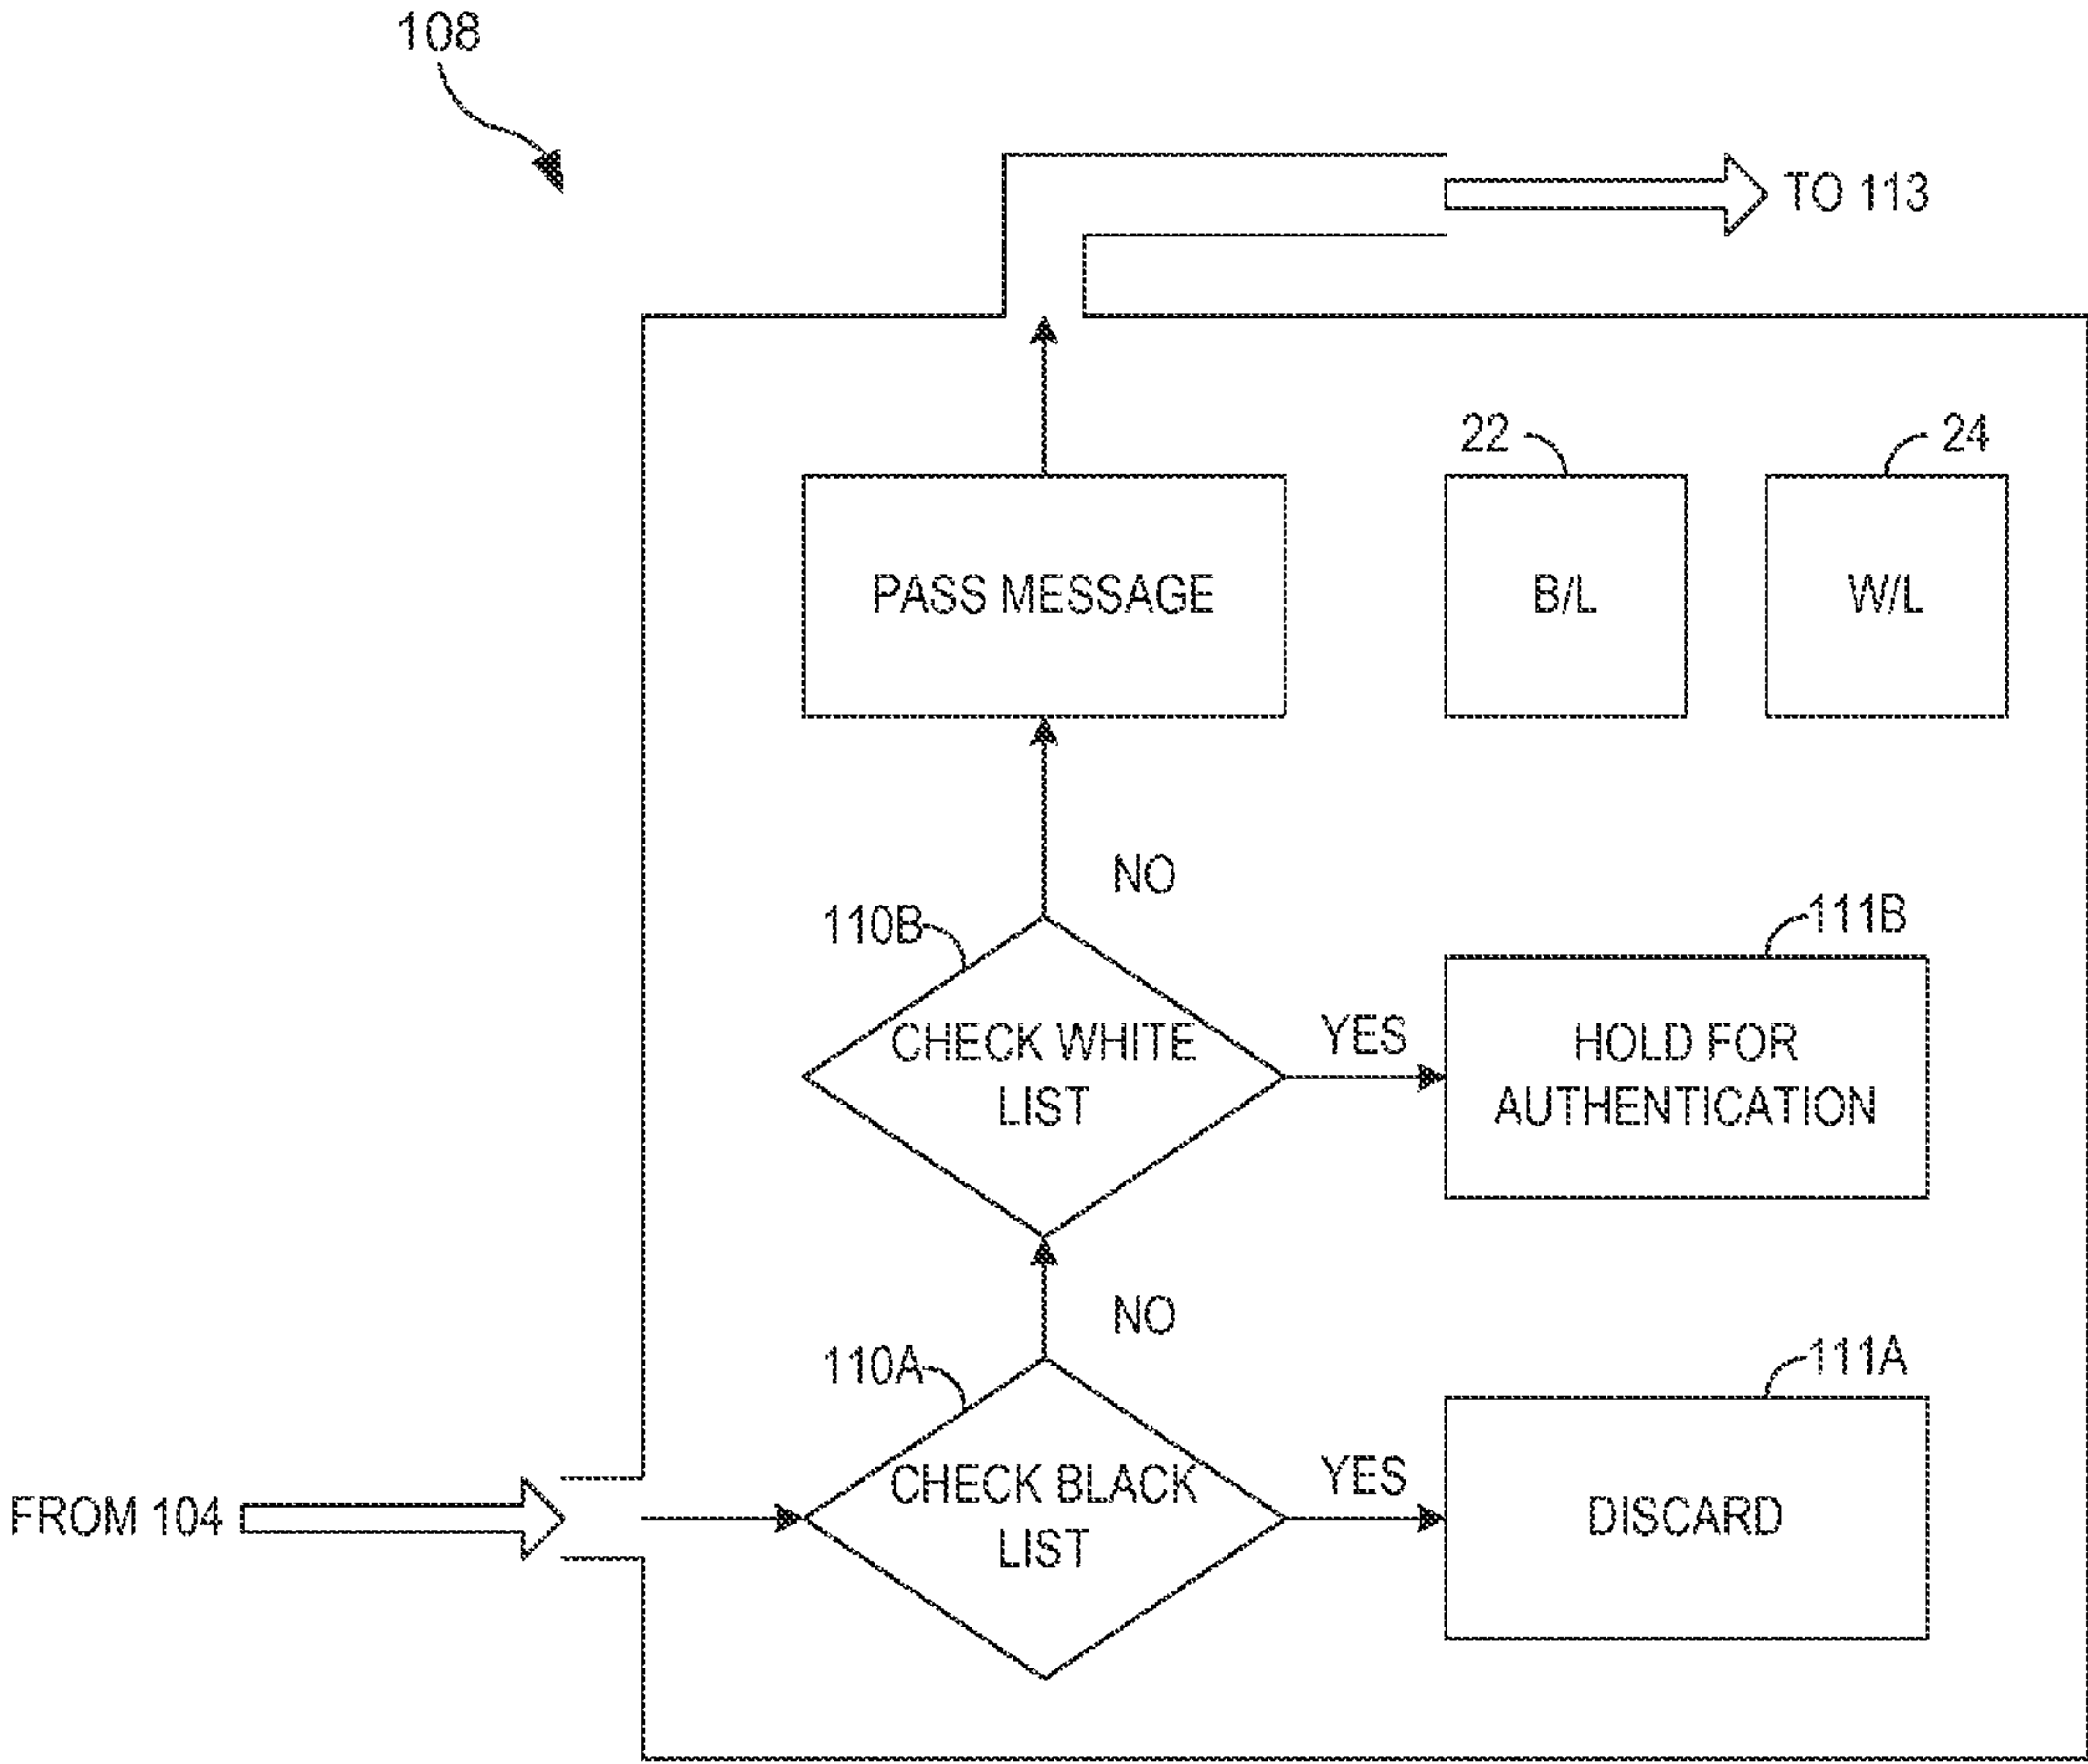 108
TO 113
22
24
PASS MESSAGE
B/L
W/L
NO
110B
111B
CHECK WHITE
LIST
YES
HOLD FOR
AUTHENTICATION
NO
110A
111A
CHECK BLACK
LIST
YES
DISCARD
FROM 104